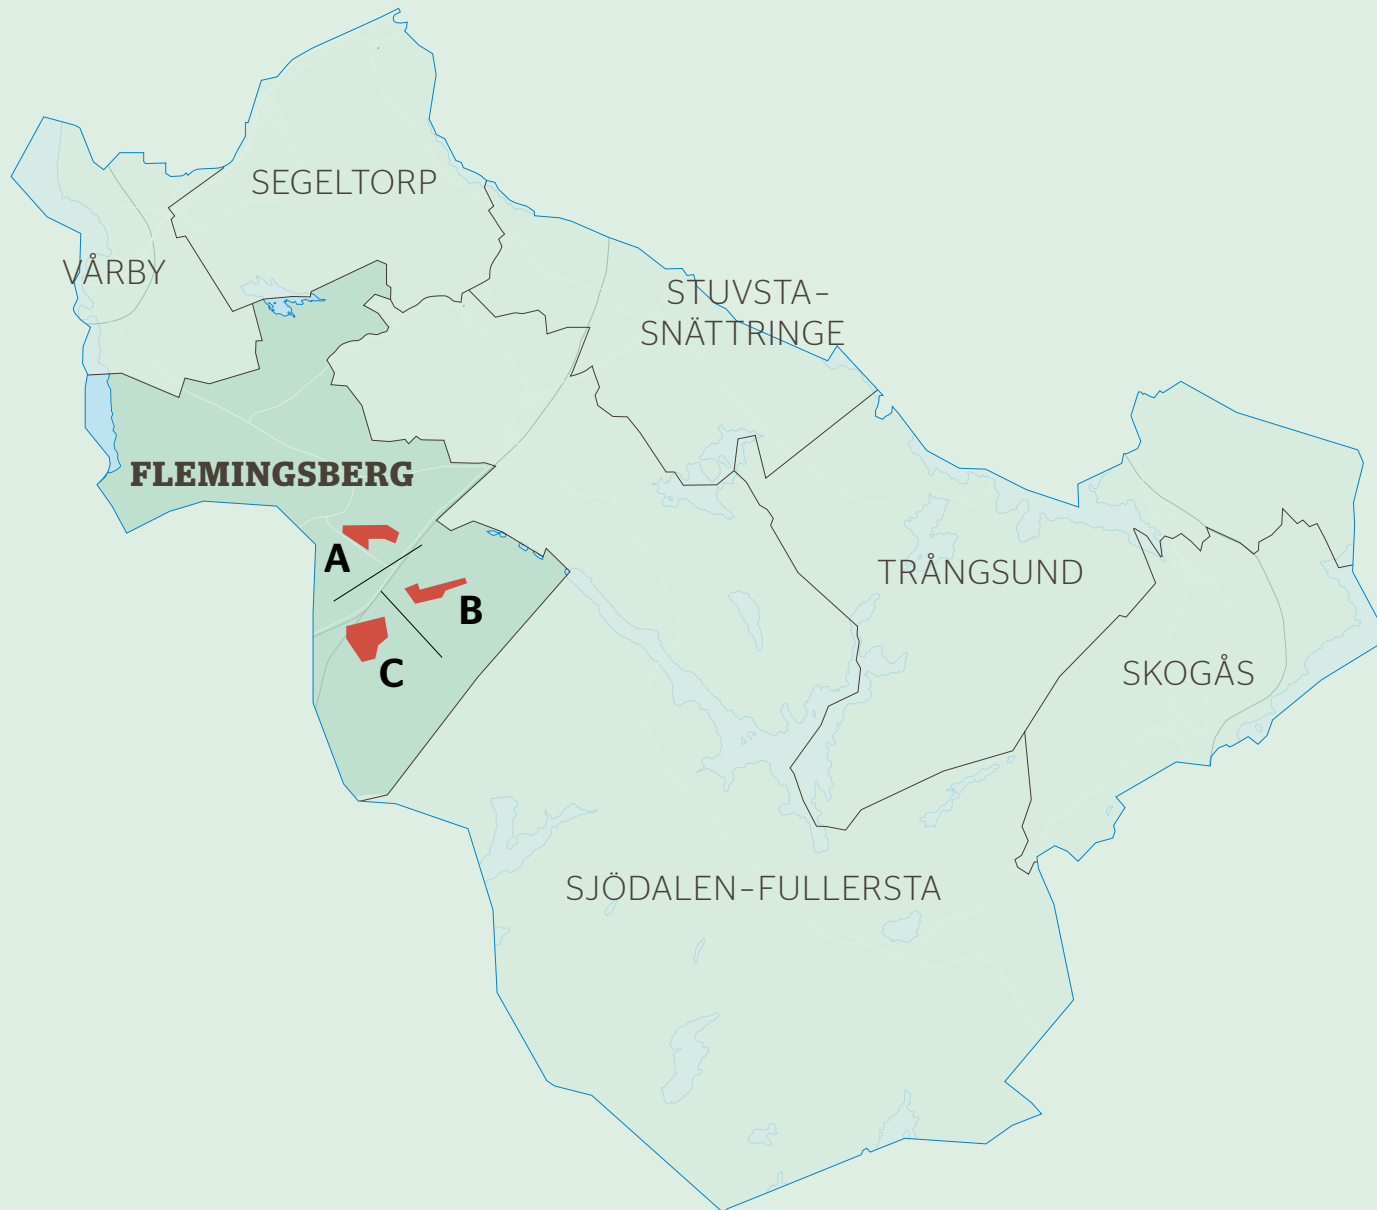 SEGELTORP
VÅRBY
STUVSTA-
SNÄTTRINGE
FLEMINGSBERG
A
B
C
TRÅNGSUND
SKOGÅS
SJÖDALEN-FULLERSTA